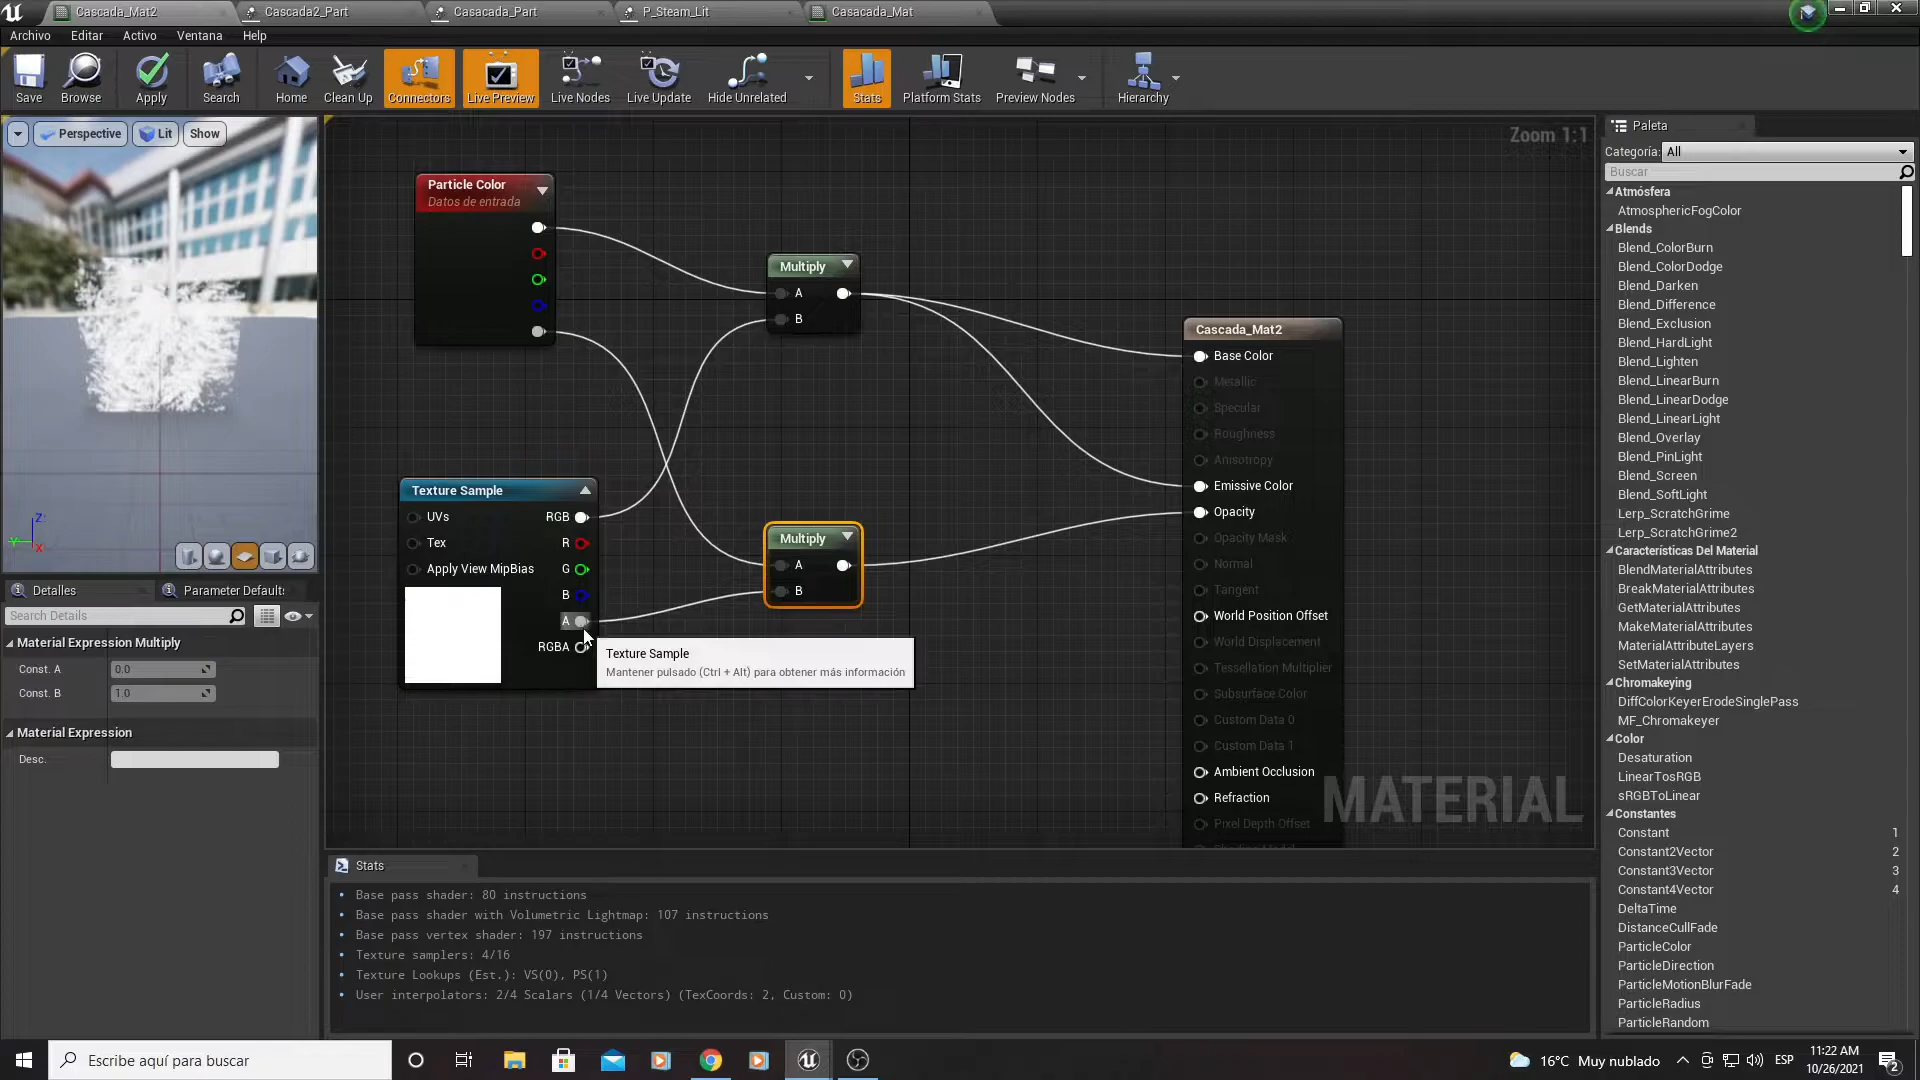 Cascada_Mat2
Cascada2_Part
Casacada_Part
P_Steam_Lit
Casacada_Mat
Archivo
Editar
Activo
Ventana
Help
Save
Browse
Apply
Search
Home
Clean Up
Connectors
Live Preview
Live Nodes
Live Update
Hide Unrelated
Stats
Platform Stats
Preview Nodes
Hierarchy
Perspective
Lit
Show
Z
Y
X
Detalles
Parameter Defaults
Search Details
Material Expression Multiply
Const. A
0.0
Const. B
1.0
Material Expression
Desc.
Zoom 1:1
Particle Color
Datos de entrada
Multiply
A
B
Texture Sample
UVs
RGB
Tex
R
Apply View MipBias
G
B
A
RGBA
Texture Sample
Mantener pulsado (Ctrl + Alt) para obtener más información
Multiply
A
B
Cascada_Mat2
Base Color
Metallic
Specular
Roughness
Anisotropy
Emissive Color
Opacity
Opacity Mask
Normal
Tangent
World Position Offset
World Displacement
Tessellation Multiplier
Subsurface Color
Custom Data 0
Custom Data 1
Ambient Occlusion
Refraction
Pixel Depth Offset
MATERIAL
Stats
Base pass shader: 80 instructions
Base pass shader with Volumetric Lightmap: 107 instructions
Base pass vertex shader: 197 instructions
Texture samplers: 4/16
Texture Lookups (Est.): VS(0), PS(1)
User interpolators: 2/4 Scalars (1/4 Vectors) (TexCoords: 2, Custom: 0)
Paleta
Categoría: All
Buscar
Atmósfera
AtmosphericFogColor
Blends
Blend_ColorBurn
Blend_ColorDodge
Blend_Darken
Blend_Difference
Blend_Exclusion
Blend_HardLight
Blend_Lighten
Blend_LinearBurn
Blend_LinearDodge
Blend_LinearLight
Blend_Overlay
Blend_PinLight
Blend_Screen
Blend_SoftLight
Lerp_ScratchGrime
Lerp_ScratchGrime2
Características Del Material
BlendMaterialAttributes
BreakMaterialAttributes
GetMaterialAttributes
MakeMaterialAttributes
MaterialAttributeLayers
SetMaterialAttributes
Chromakeying
DiffColorKeyerErodeSinglePass
MF_Chromakeyer
Color
Desaturation
LinearTosRGB
sRGBToLinear
Constantes
Constant 1
Constant2Vector 2
Constant3Vector 3
Constant4Vector 4
DeltaTime
DistanceCullFade
ParticleColor
ParticleDirection
ParticleMotionBlurFade
ParticleRadius
ParticleRandom
Escribe aquí para buscar
16°C Muy nublado
ESP
11:22 AM
10/26/2021
2